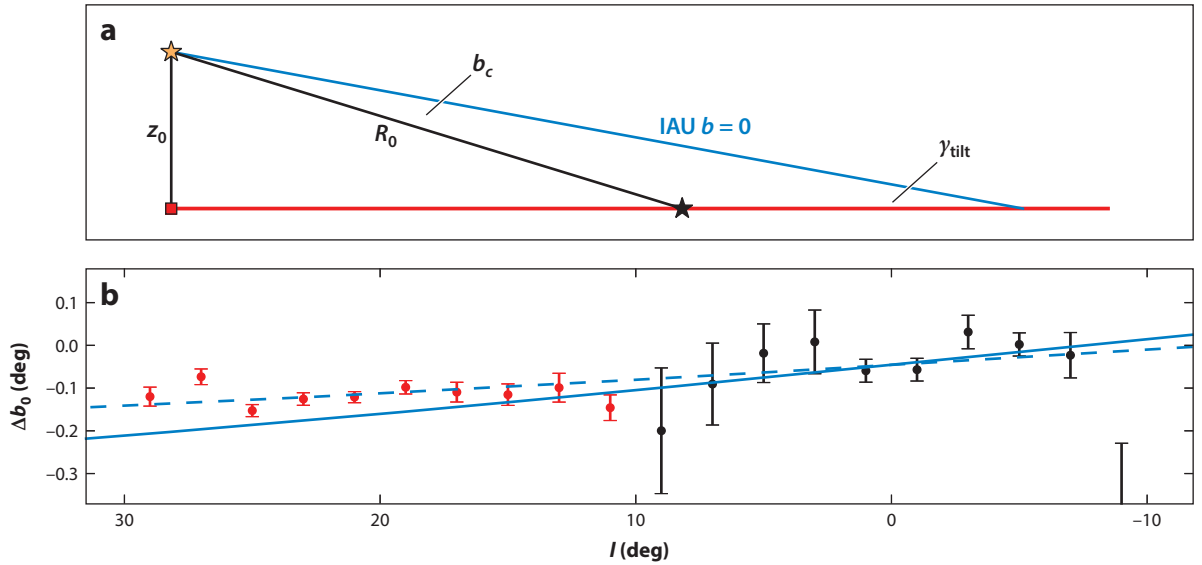 a
b_c
z_0
R_0
IAU b = 0
γ_tilt
b
0.1
0.0
−0.1
−0.2
−0.3
Δb_0 (deg)
30 20 10 0 −10
l (deg)